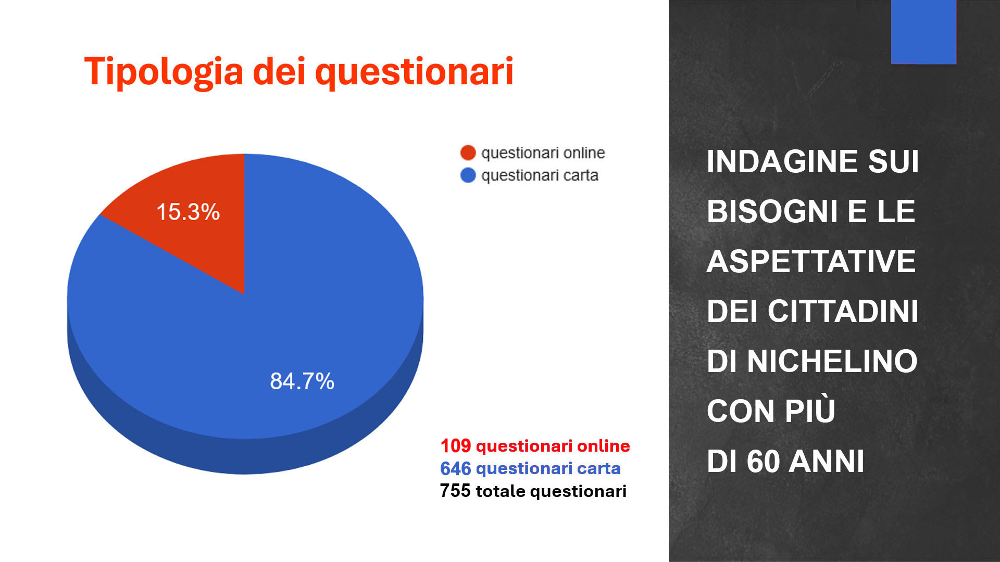 Tipologia dei questionari
questionari online
questionari carta
15.3%
84.7%
109 questionari online
646 questionari carta
755 totale questionari
INDAGINE SUI
BISOGNI E LE
ASPETTATIVE
DEI CITTADINI
DI NICHELINO
CON PIÙ
DI 60 ANNI